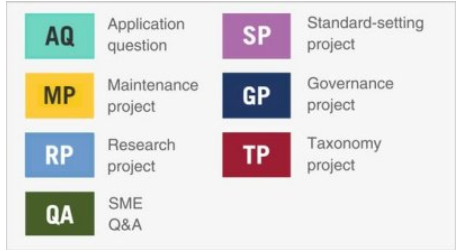 AQ
Application
question
SP
Standard-setting
project
MP
Maintenance
project
GP
Governance
project
RP
Research
project
TP
Taxonomy
project
QA
SME
Q&A